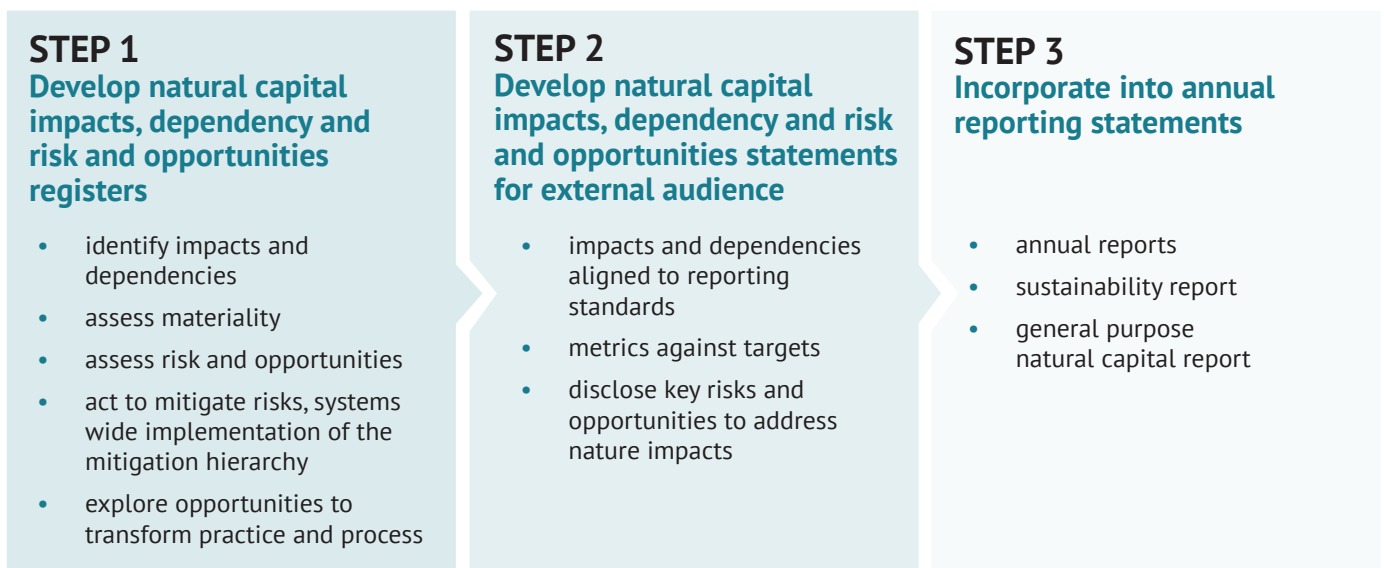 STEP 1
Develop natural capital
impacts, dependency and
risk and opportunities
registers
• identify impacts and
dependencies
• assess materiality
• assess risk and opportunities
• act to mitigate risks, systems
wide implementation of the
mitigation hierarchy
• explore opportunities to
transform practice and process
STEP 2
Develop natural capital
impacts, dependency and risk
and opportunities statements
for external audience
• impacts and dependencies
aligned to reporting
standards
• metrics against targets
• disclose key risks and
opportunities to address
nature impacts
STEP 3
Incorporate into annual
reporting statements
• annual reports
• sustainability report
• general purpose
natural capital report